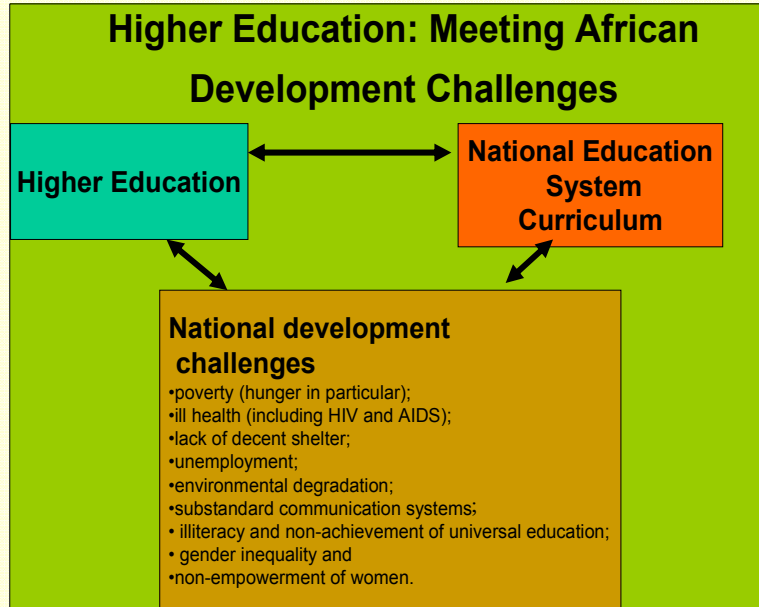 Higher Education: Meeting African
Development Challenges
Higher Education
National Education
System
Curriculum
National development
challenges
•poverty (hunger in particular);
•ill health (including HIV and AIDS);
•lack of decent shelter;
•unemployment;
•environmental degradation;
•substandard communication systems;
• illiteracy and non-achievement of universal education;
• gender inequality and
•non-empowerment of women.